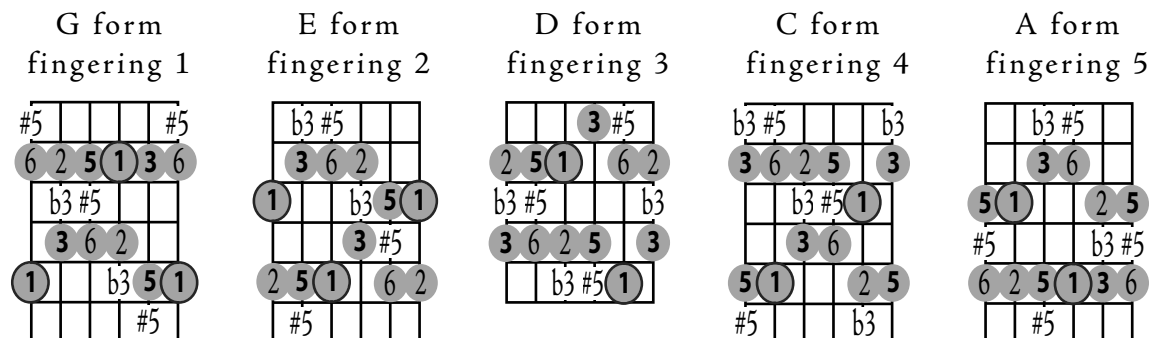 G form
fingering 1
#5 #5
6 2 5 1 3 6
b3 #5
3 6 2
1 b3 5 1
#5
E form
fingering 2
b3 #5
3 6 2
1 b3 5 1
3 #5
2 5 1 6 2
#5
D form
fingering 3
3 #5
2 5 1 6 2
b3 #5 b3
3 6 2 5 3
b3 #5 1
C form
fingering 4
b3 #5 b3
3 6 2 5 3
b3 #5 1
3 6
5 1 2 5
#5 b3
A form
fingering 5
b3 #5
3 6
5 1 2 5
#5 b3 #5
6 2 5 1 3 6
#5